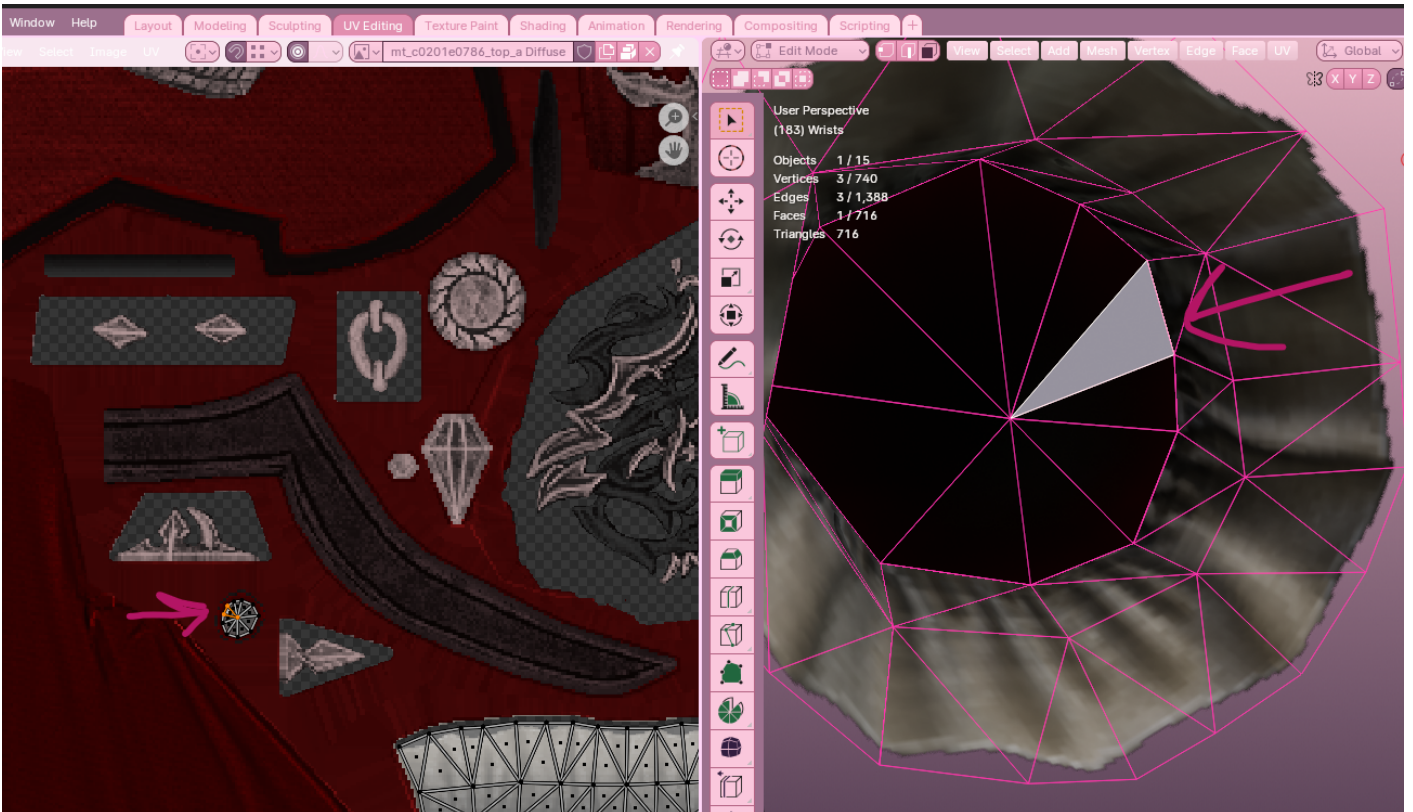 Window Help Layout Modeling Sculpting UV Editing Texture Paint Shading Animation Rendering Compositing Scripting +
View Select Image UV mt_c0201e0786_top_a Diffuse Edit Mode View Select Add Mesh Vertex Edge Face UV Global
X Y Z
User Perspective
(183) Wrists
Objects 1 / 15
Vertices 3 / 740
Edges 3 / 1,388
Faces 1 / 716
Triangles 716